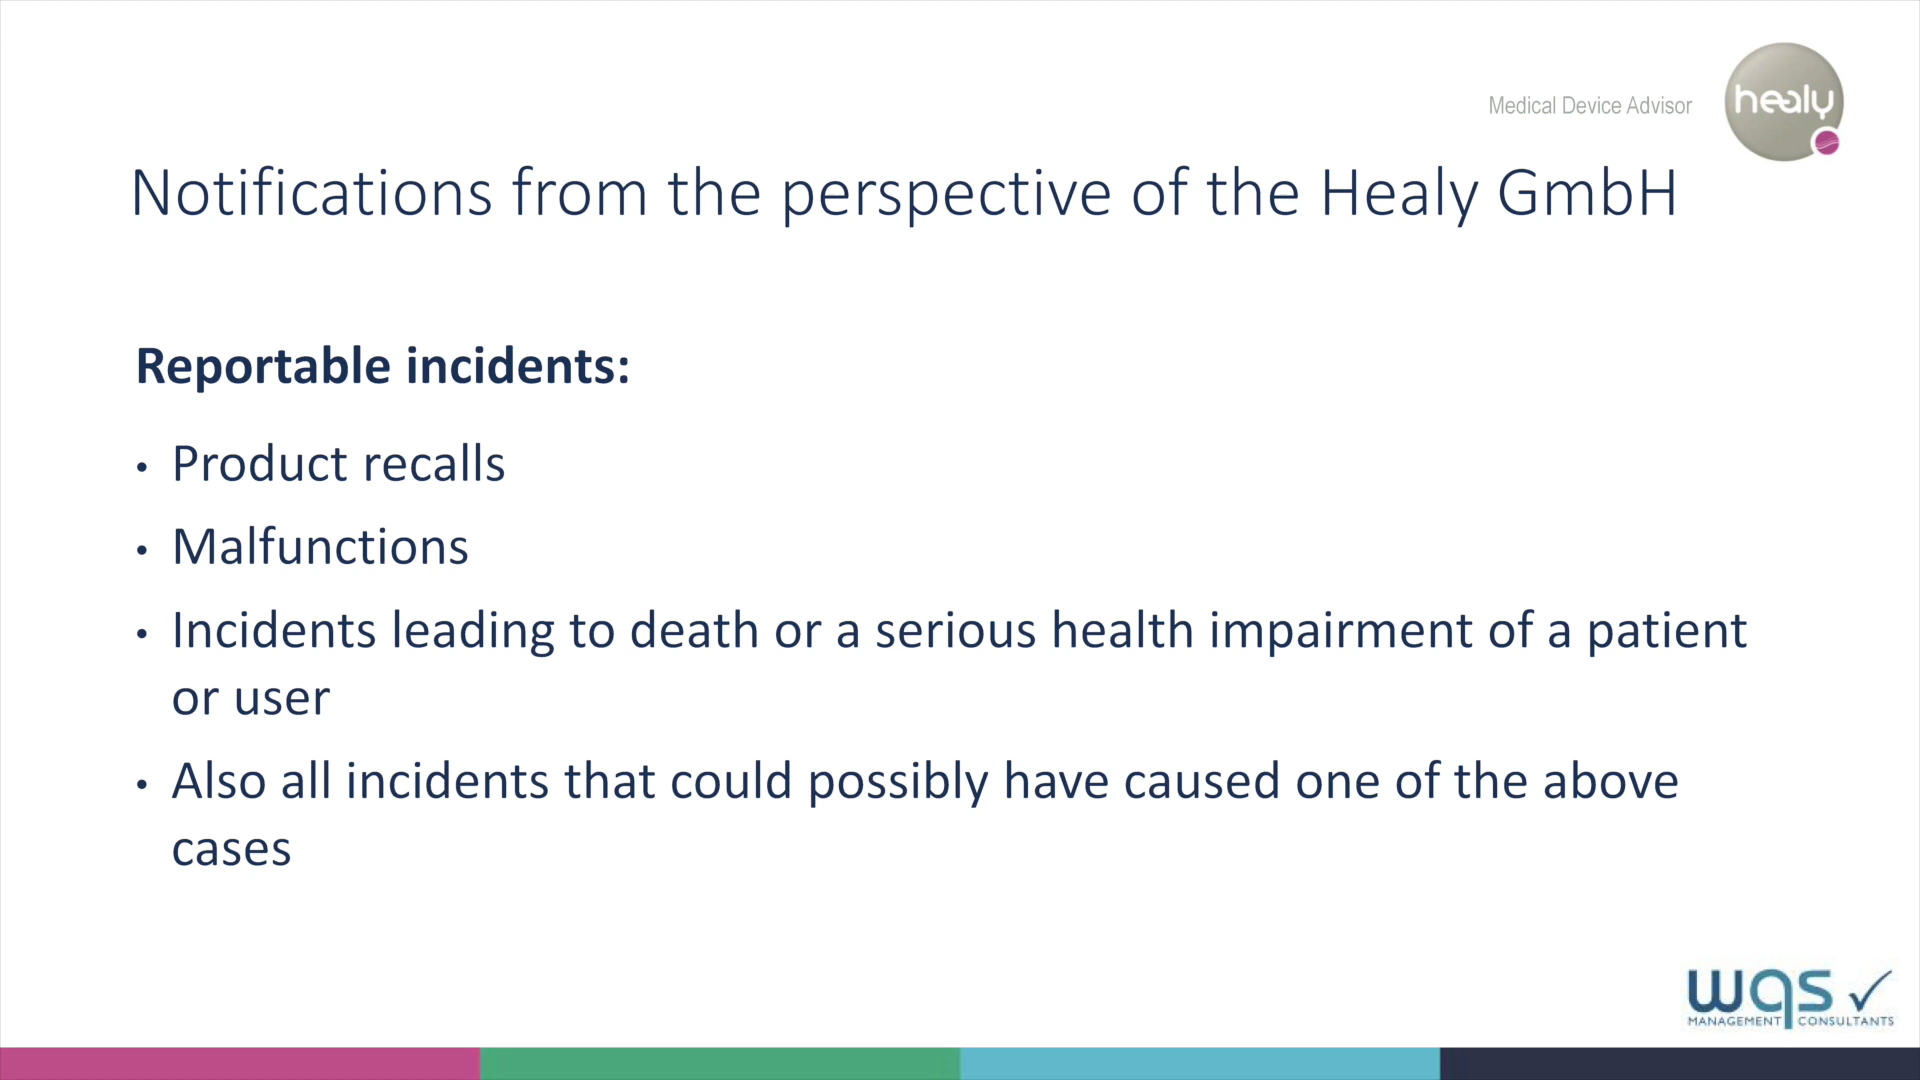 Medical Device Advisor
healy
Notifications from the perspective of the Healy GmbH
Reportable incidents:
• Product recalls
• Malfunctions
• Incidents leading to death or a serious health impairment of a patient
or user
• Also all incidents that could possibly have caused one of the above
cases
wqs
MANAGEMENT CONSULTANTS